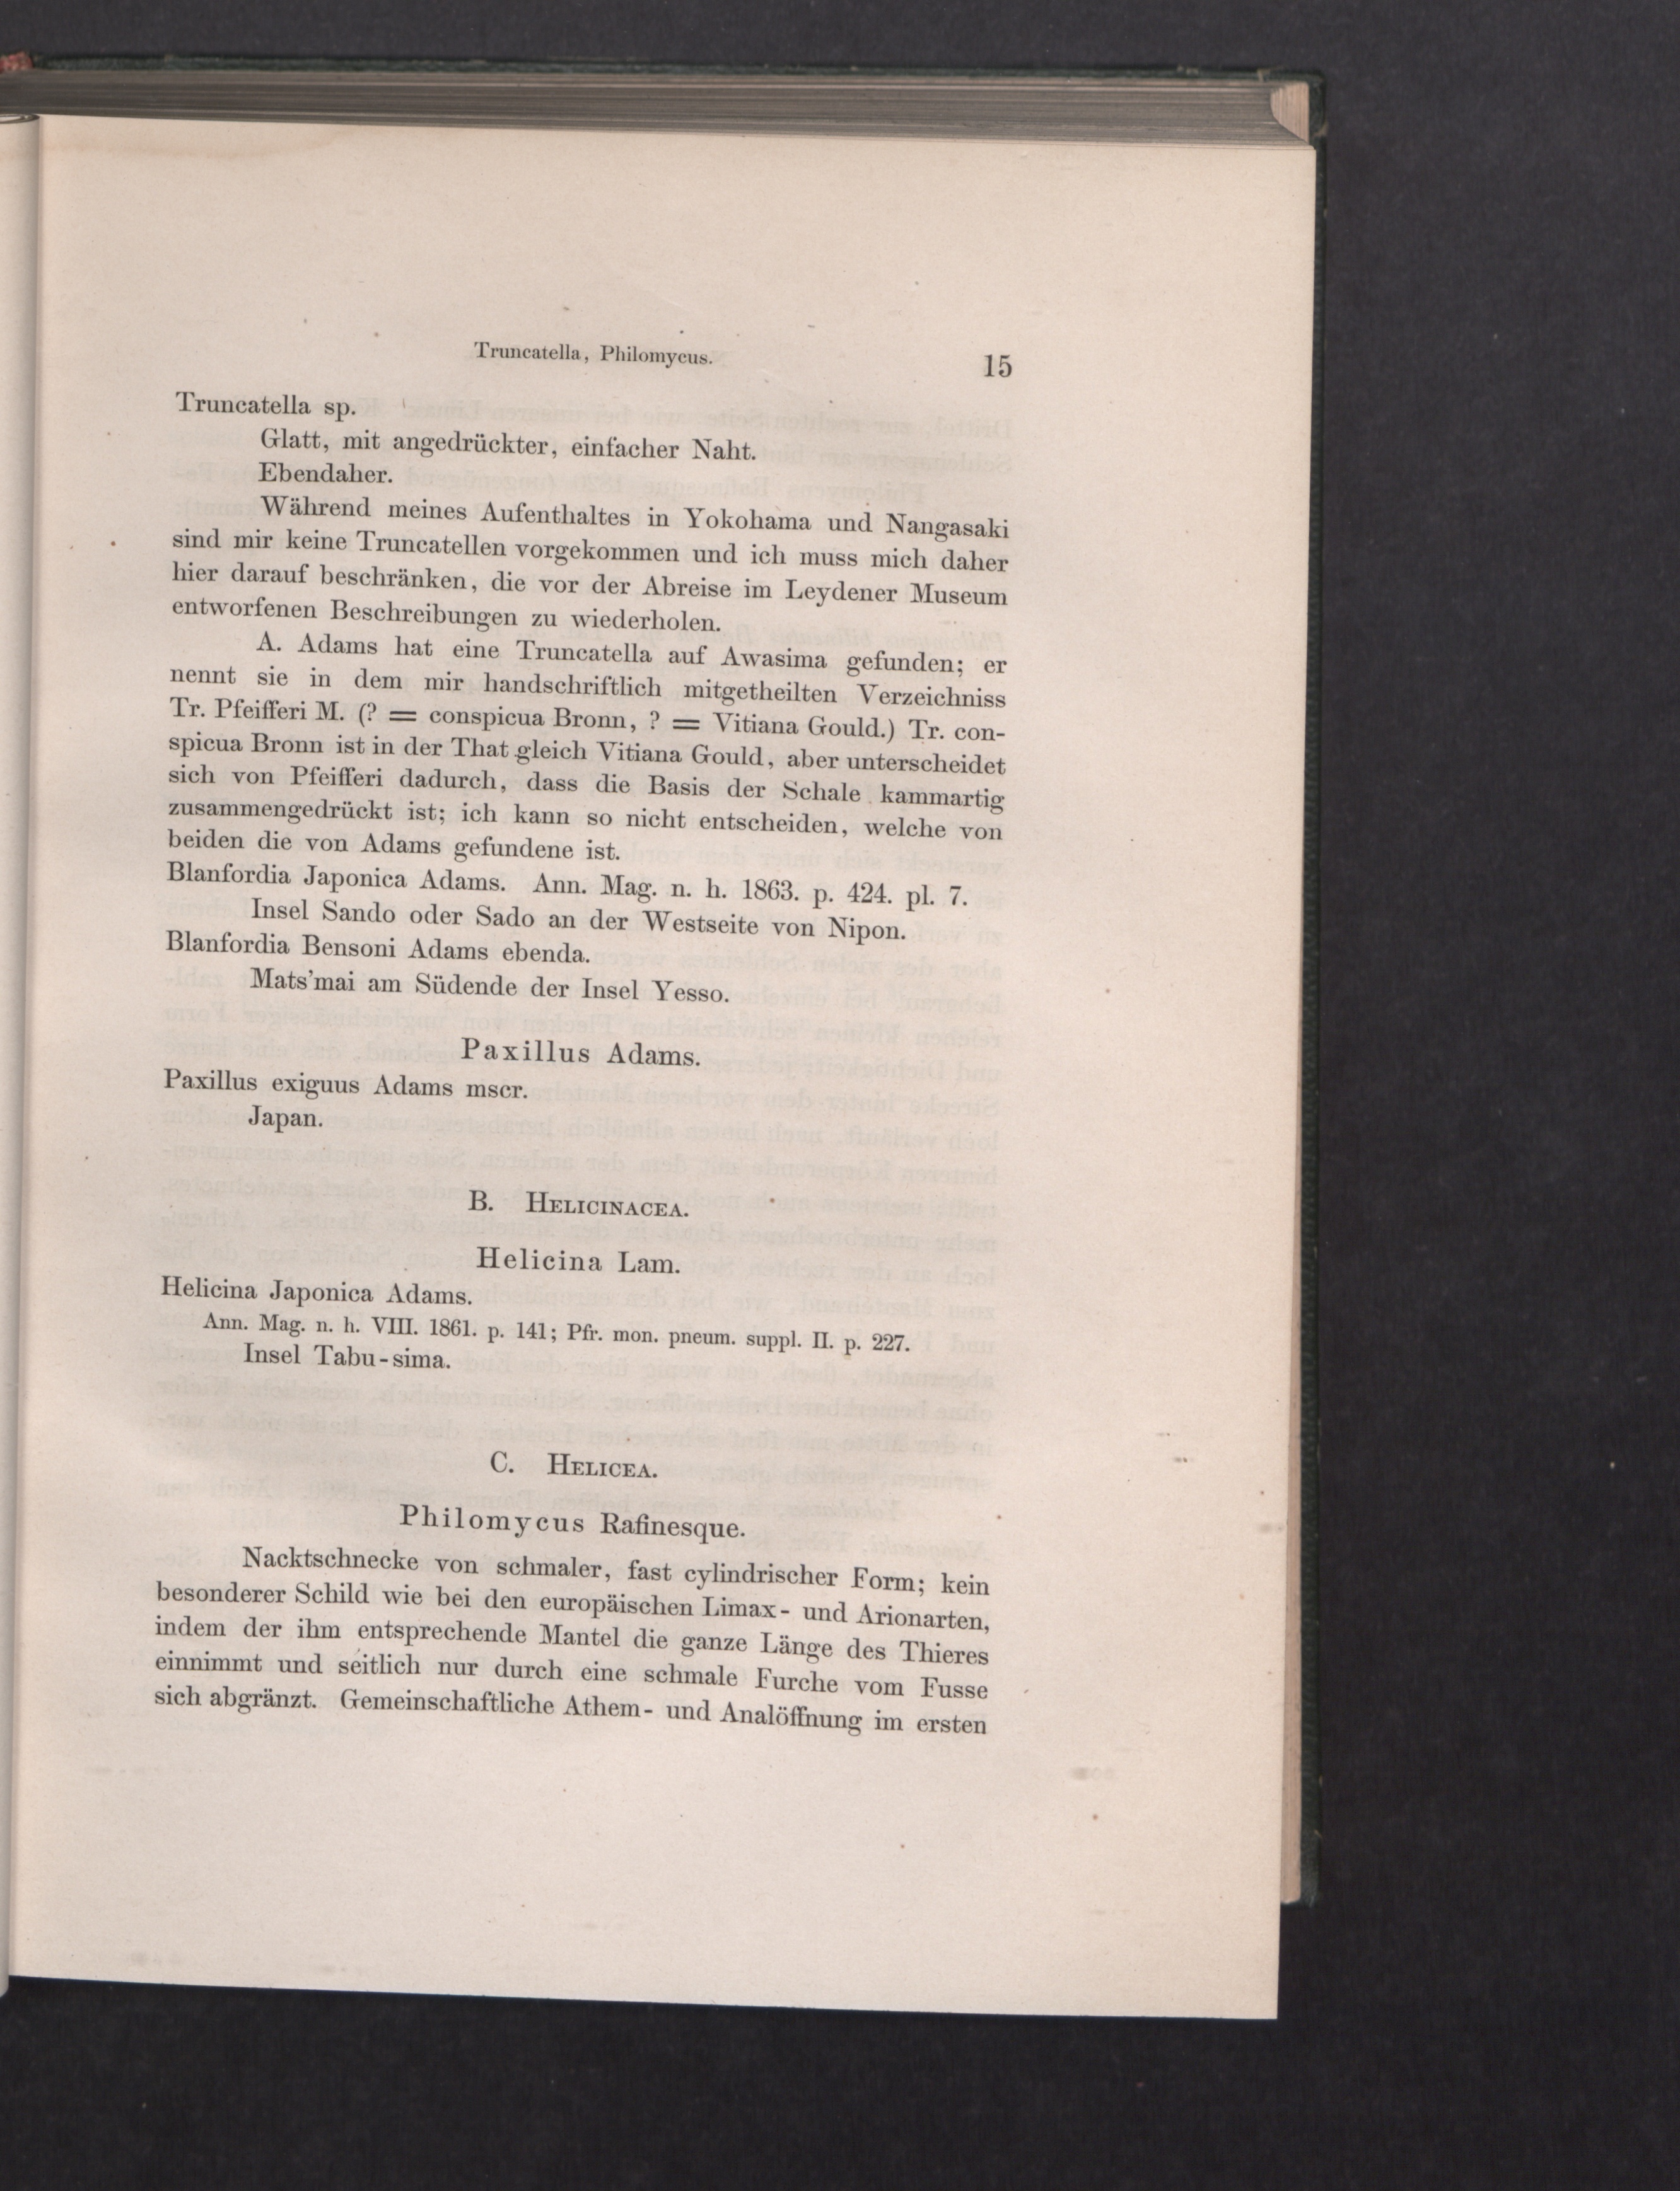 Truncatella, Philomycus.
15
Truncatella sp.
Glatt, mit angedrückter, einfacher Naht.
Ebendaher.
Während meines Aufenthaltes in Yokohama und Nangasaki
sind mir keine Truncatellen vorgekommen und ich muss mich daher
hier darauf beschränken, die vor der Abreise im Leydener Museum
entworfenen Beschreibungen zu wiederholen.
A. Adams hat eine Truncatella auf Awasima gefunden; er
nennt sie in dem mir handschriftlich mitgetheilten Verzeichniss
Tr. Pfeifferi M. (? = conspicua Bronn, ? = Vitiana Gould.) Tr. con-
spicua Bronn ist in der That gleich Vitiana Gould, aber unterscheidet
sich von Pfeifferi dadurch, dass die Basis der Schale kammartig
zusammengedrückt ist; ich kann so nicht entscheiden, welche von
beiden die von Adams gefundene ist.
Blanfordia Japonica Adams. Ann. Mag. n. h. 1863. p. 424. pl. 7.
Insel Sando oder Sado an der Westseite von Nipon.
Blanfordia Bensoni Adams ebenda.
Mats'mai am Südende der Insel Yesso.
Paxillus Adams.
Paxillus exiguus Adams mscr.
Japan.
B. HELICINACEA.
Helicina Lam.
Helicina Japonica Adams.
Ann. Mag. n. h. VIII. 1861. p. 141; Pfr. mon. pneum. suppl. II. p. 227.
Insel Tabu-sima.
C. HELICEA.
Philomycus Rafinesque.
Nacktschnecke von schmaler, fast cylindrischer Form; kein
besonderer Schild wie bei den europäischen Limax- und Arionarten,
indem der ihm entsprechende Mantel die ganze Länge des Thieres
einnimmt und seitlich nur durch eine schmale Furche vom Fusse
sich abgränzt. Gemeinschaftliche Athem- und Analöffnung im ersten